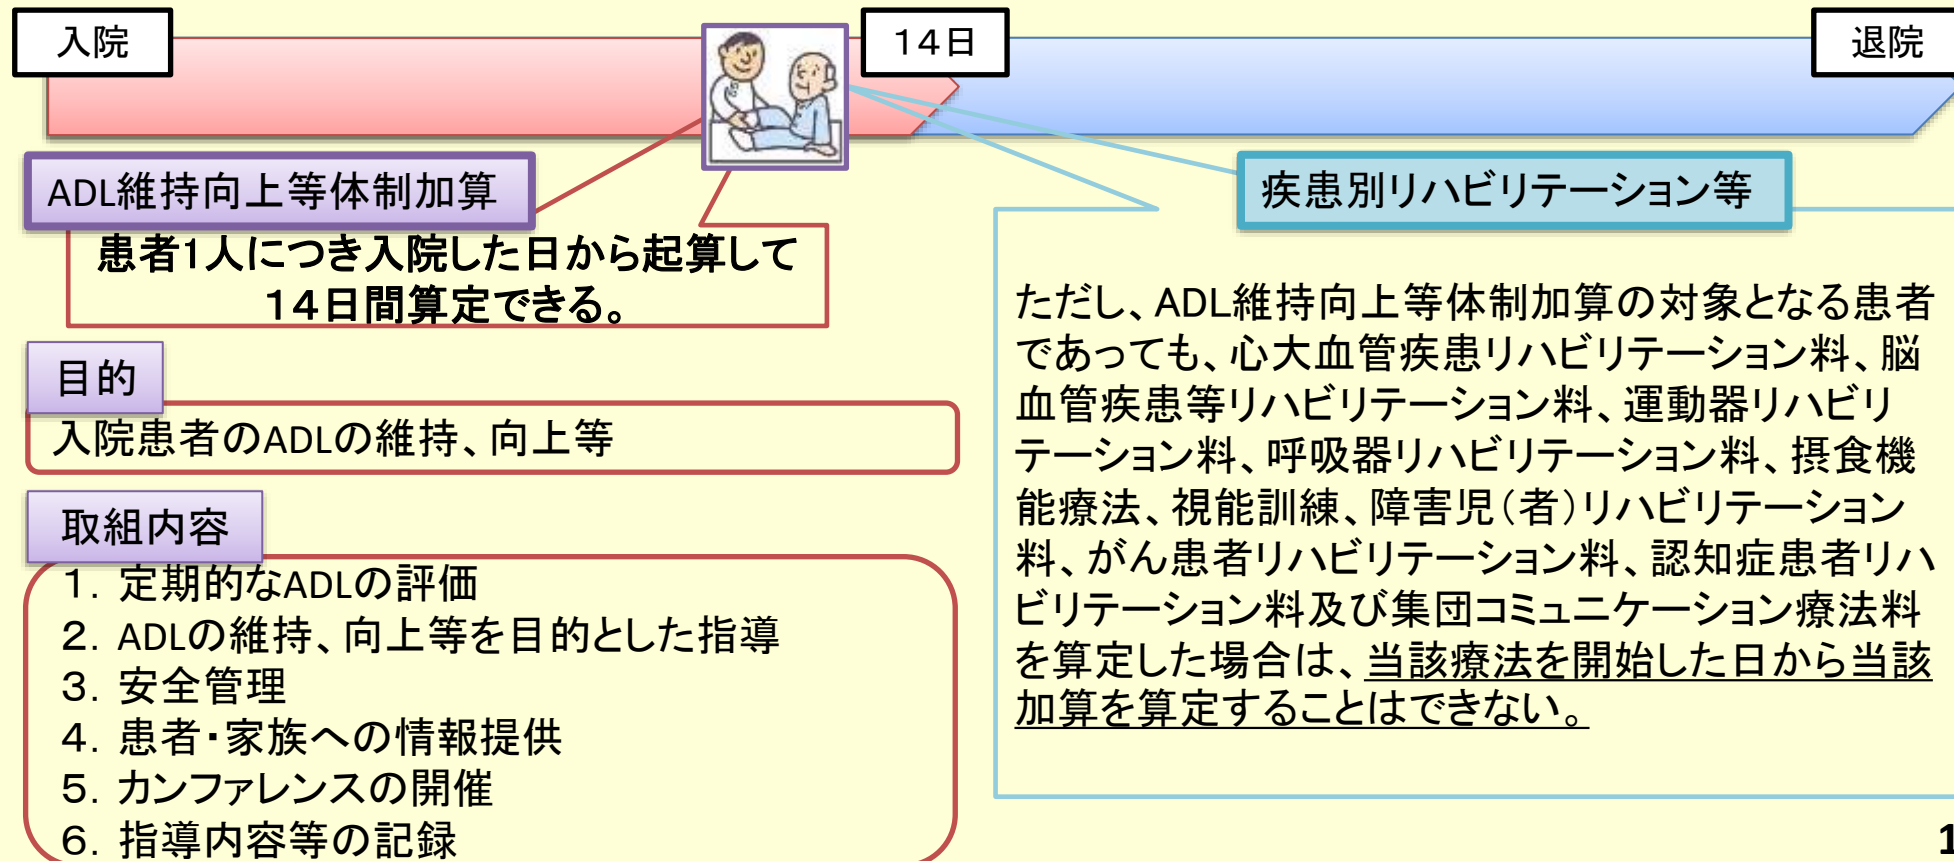 入院
14日
退院
ADL維持向上等体制加算
患者1人につき入院した日から起算して
14日間算定できる。
目的
入院患者のADLの維持、向上等
取組内容
1. 定期的なADLの評価
2. ADLの維持、向上等を目的とした指導
3. 安全管理
4. 患者・家族への情報提供
5. カンファレンスの開催
6. 指導内容等の記録
疾患別リハビリテーション等
ただし、ADL維持向上等体制加算の対象となる患者
であっても、心大血管疾患リハビリテーション料、脳
血管疾患等リハビリテーション料、運動器リハビリ
テーション料、呼吸器リハビリテーション料、摂食機
能療法、視能訓練、障害児（者）リハビリテーション
料、がん患者リハビリテーション料、認知症患者リハ
ビリテーション料及び集団コミュニケーション療法料
を算定した場合は、当該療法を開始した日から当該
加算を算定することはできない。
1